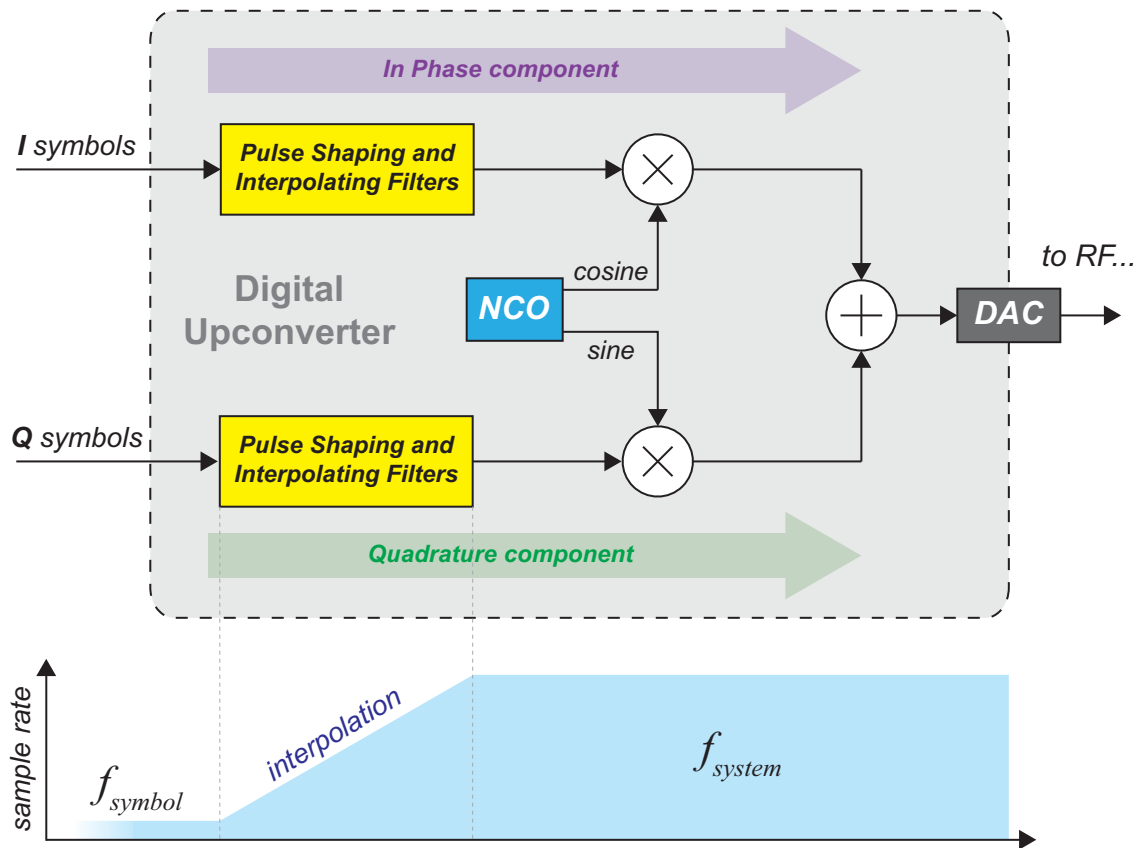 In Phase component
I symbols
Pulse Shaping and
Interpolating Filters
Digital
Upconverter
NCO
cosine
sine
to RF...
DAC
Q symbols
Pulse Shaping and
Interpolating Filters
Quadrature component
sample rate
interpolation
fsymbol
fsystem